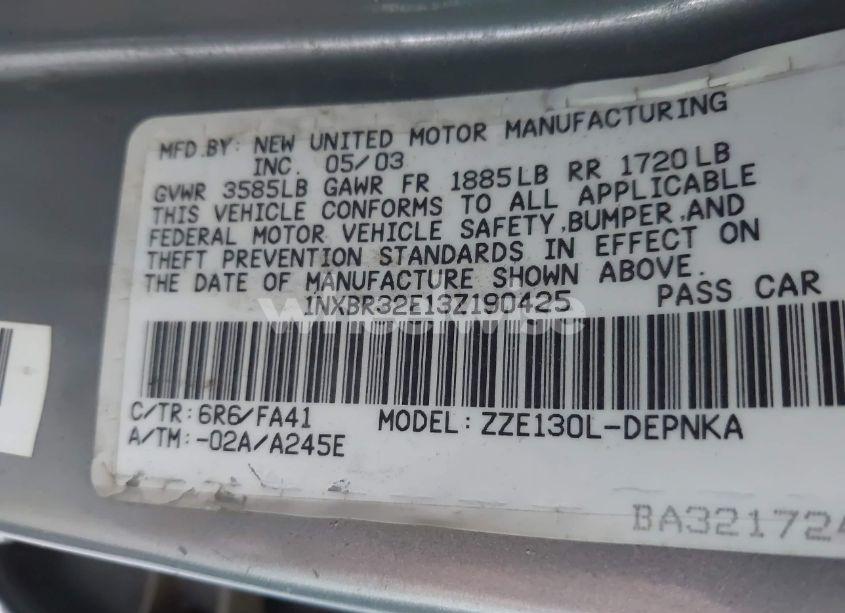 MFD.BY: NEW UNITED MOTOR MANUFACTURING
INC. 05/03
GVWR 3585LB GAWR FR 1885LB RR 1720LB
THIS VEHICLE CONFORMS TO ALL APPLICABLE
FEDERAL MOTOR VEHICLE SAFETY,BUMPER,AND
THEFT PREVENTION STANDARDS IN EFFECT ON
THE DATE OF MANUFACTURE SHOWN ABOVE.
1NXBR32E13Z190425 PASS CAR
wheelwise
C/TR:6R6/FA41 MODEL:ZZE130L-DEPNKA
A/TM:-02A/A245E
BA321724